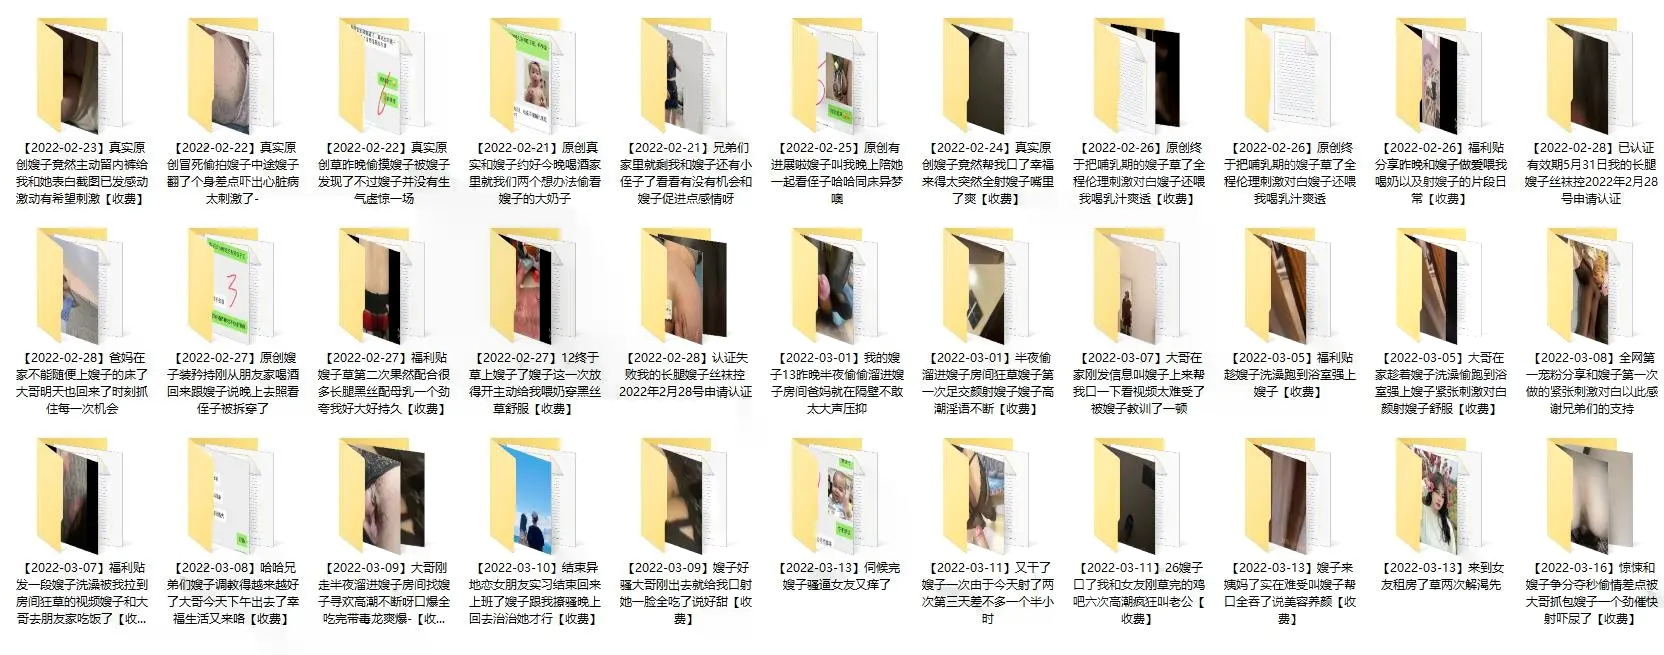 【2022-02-23】真实原
创嫂子竟然主动留内裤给
我和她表白截图已发感动
激动有希望刺激【收费】
【2022-02-22】真实原
创冒死偷拍嫂子中途嫂子
翻了个身差点吓出心脏病
太刺激了-
【2022-02-22】真实原
创草昨晚偷摸嫂子被嫂子
发现了不过嫂子并没有生
气虚惊一场
【2022-02-21】原创真
实和嫂子约好今晚喝酒家
里就我们两个想办法偷看
嫂子的大奶子
【2022-02-21】兄弟们
家里就剩我和嫂子还有小
侄子了看看有没有机会和
嫂子促进点感情呀
【2022-02-25】原创有
进展啦嫂子叫我晚上陪她
一起看侄子哈哈同床异梦
噢
【2022-02-24】真实原
创嫂子竟然帮我口了幸福
来得太突然全射嫂子嘴里
了爽【收费】
【2022-02-26】原创终
于把哺乳期的嫂子草了全
程伦理刺激对白嫂子还喂
我喝乳汁爽透【收费】
【2022-02-26】原创终
于把哺乳期的嫂子草了全
程伦理刺激对白嫂子还喂
我喝乳汁爽透
【2022-02-26】福利贴
分享昨晚和嫂子做爱喂我
喝奶以及射嫂子的片段日
常【收费】
【2022-02-28】已认证
有效期5月31日我的长腿
嫂子丝袜控2022年2月28
号申请认证
【2022-02-28】爸妈在
家不能随便上嫂子的床了
大哥明天也回来了时刻抓
住每一次机会
【2022-02-27】原创嫂
子装矜持刚从朋友家喝酒
回来跟嫂子说晚上去照看
侄子被拆穿了
【2022-02-27】福利贴
嫂子草第二次果然配合很
多长腿黑丝配母乳一个劲
夸我好大好持久【收费】
【2022-02-27】12终于
草上嫂子了嫂子这一次放
得开主动给我喂奶穿黑丝
草舒服【收费】
【2022-02-28】认证失
败我的长腿嫂子丝袜控
2022年2月28号申请认证
【2022-03-01】我的嫂
子13昨晚半夜偷偷溜进嫂
子房间爸妈就在隔壁不敢
太大声压抑
【2022-03-01】半夜偷
溜进嫂子房间狂草嫂子第
一次足交颜射嫂子嫂子高
潮淫语不断【收费】
【2022-03-07】大哥在
家刚发信息叫嫂子上来帮
我口一下看视频太难受了
被嫂子教训了一顿
【2022-03-05】福利贴
趁嫂子洗澡跑到浴室强上
嫂子【收费】
【2022-03-05】大哥在
家趁着嫂子洗澡偷跑到浴
室强上嫂子紧张刺激对白
颜射嫂子舒服【收费】
【2022-03-08】全网第
一宠粉分享和嫂子第一次
做的紧张刺激对白以此感
谢兄弟们的支持
【2022-03-07】福利贴
发一段嫂子洗澡被我拉到
房间狂草的视频嫂子和大
哥去朋友家吃饭了【收...
【2022-03-08】哈哈兄
弟们嫂子调教得越来越好
了大哥今天下午出去了幸
福生活又来咯【收费】
【2022-03-09】大哥刚
走半夜溜进嫂子房间找嫂
子寻欢高潮不断呀口爆全
吃完带毒龙爽爆-【收...
【2022-03-10】结束异
地恋女朋友实习结束回来
上班了嫂子跟我撩骚晚上
回去治治她才行【收费】
【2022-03-09】嫂子好
骚大哥刚出去就给我口射
她一脸全吃了说好甜【收
费】
【2022-03-13】伺候完
嫂子骚逼女友又痒了
【2022-03-11】又干了
嫂子一次由于今天射了两
次第三天差不多一个半小
时
【2022-03-11】26嫂子
口了我和女友刚草完的鸡
吧六次高潮疯狂叫老公【
收费】
【2022-03-13】嫂子来
姨妈了实在难受叫嫂子帮
口全吞了说美容养颜【收
费】
【2022-03-13】来到女
友租房了草两次解渴先
【2022-03-16】惊悚和
嫂子争分夺秒偷情差点被
大哥抓包嫂子一个劲催快
射吓尿了【收费】